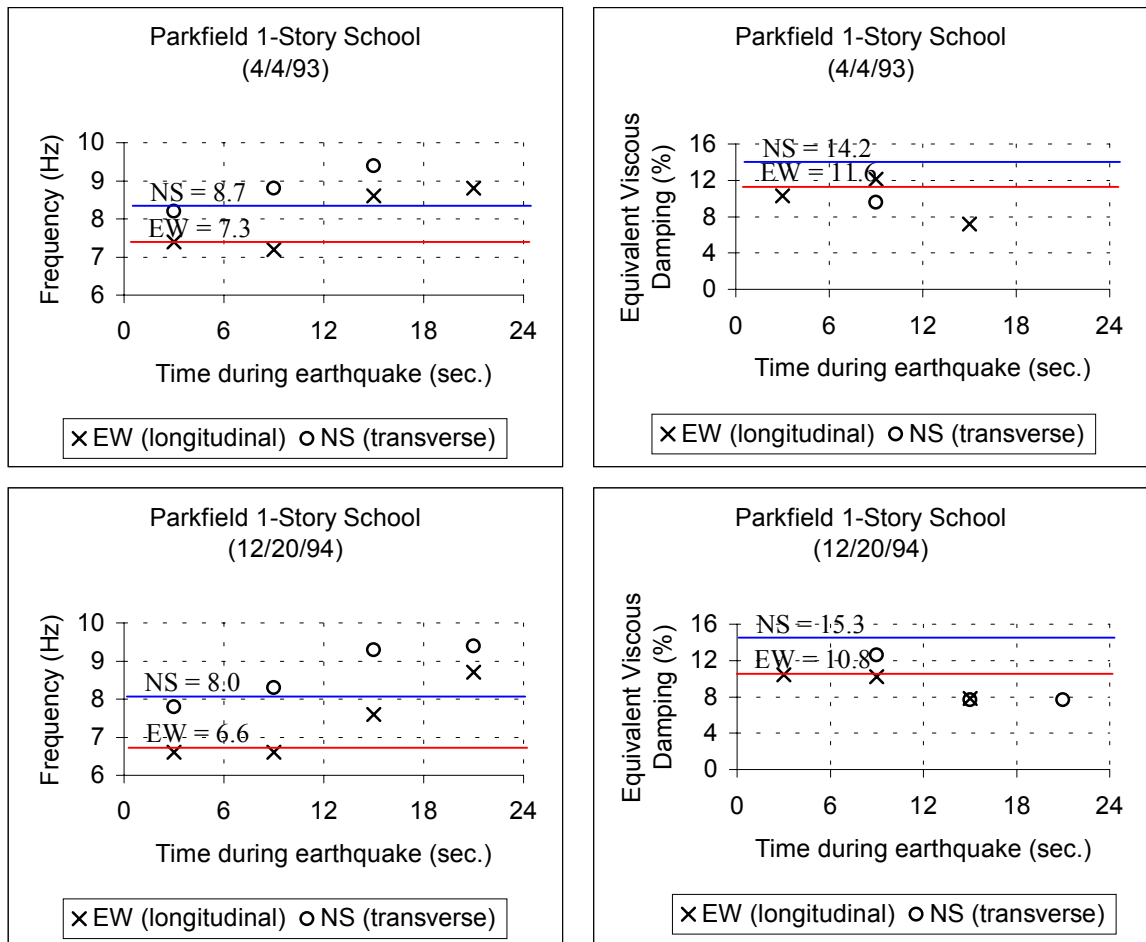 Parkfield 1-Story School
(4/4/93)
Frequency (Hz)
10
9
8
7
6
NS = 8.7
EW = 7.3
0 6 12 18 24
Time during earthquake (sec.)
EW (longitudinal) NS (transverse)
Parkfield 1-Story School
(4/4/93)
Equivalent Viscous
Damping (%)
16
12
8
4
0
NS = 14.2
EW = 11.6
0 6 12 18 24
Time during earthquake (sec.)
EW (longitudinal) NS (transverse)
Parkfield 1-Story School
(12/20/94)
Frequency (Hz)
10
9
8
7
6
NS = 8.0
EW = 6.6
0 6 12 18 24
Time during earthquake (sec.)
EW (longitudinal) NS (transverse)
Parkfield 1-Story School
(12/20/94)
Equivalent Viscous
Damping (%)
16
12
8
4
0
NS = 15.3
EW = 10.8
0 6 12 18 24
Time during earthquake (sec.)
EW (longitudinal) NS (transverse)